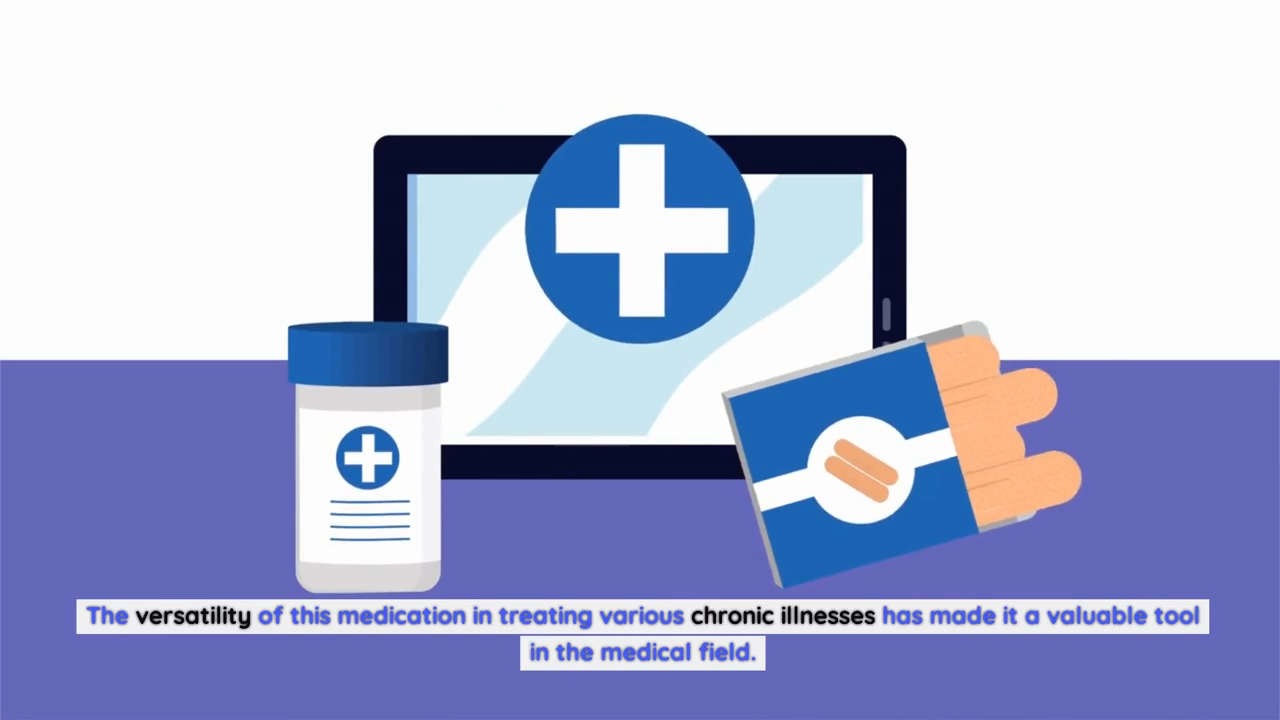 The versatility of this medication in treating various chronic illnesses has made it a valuable tool
in the medical field.